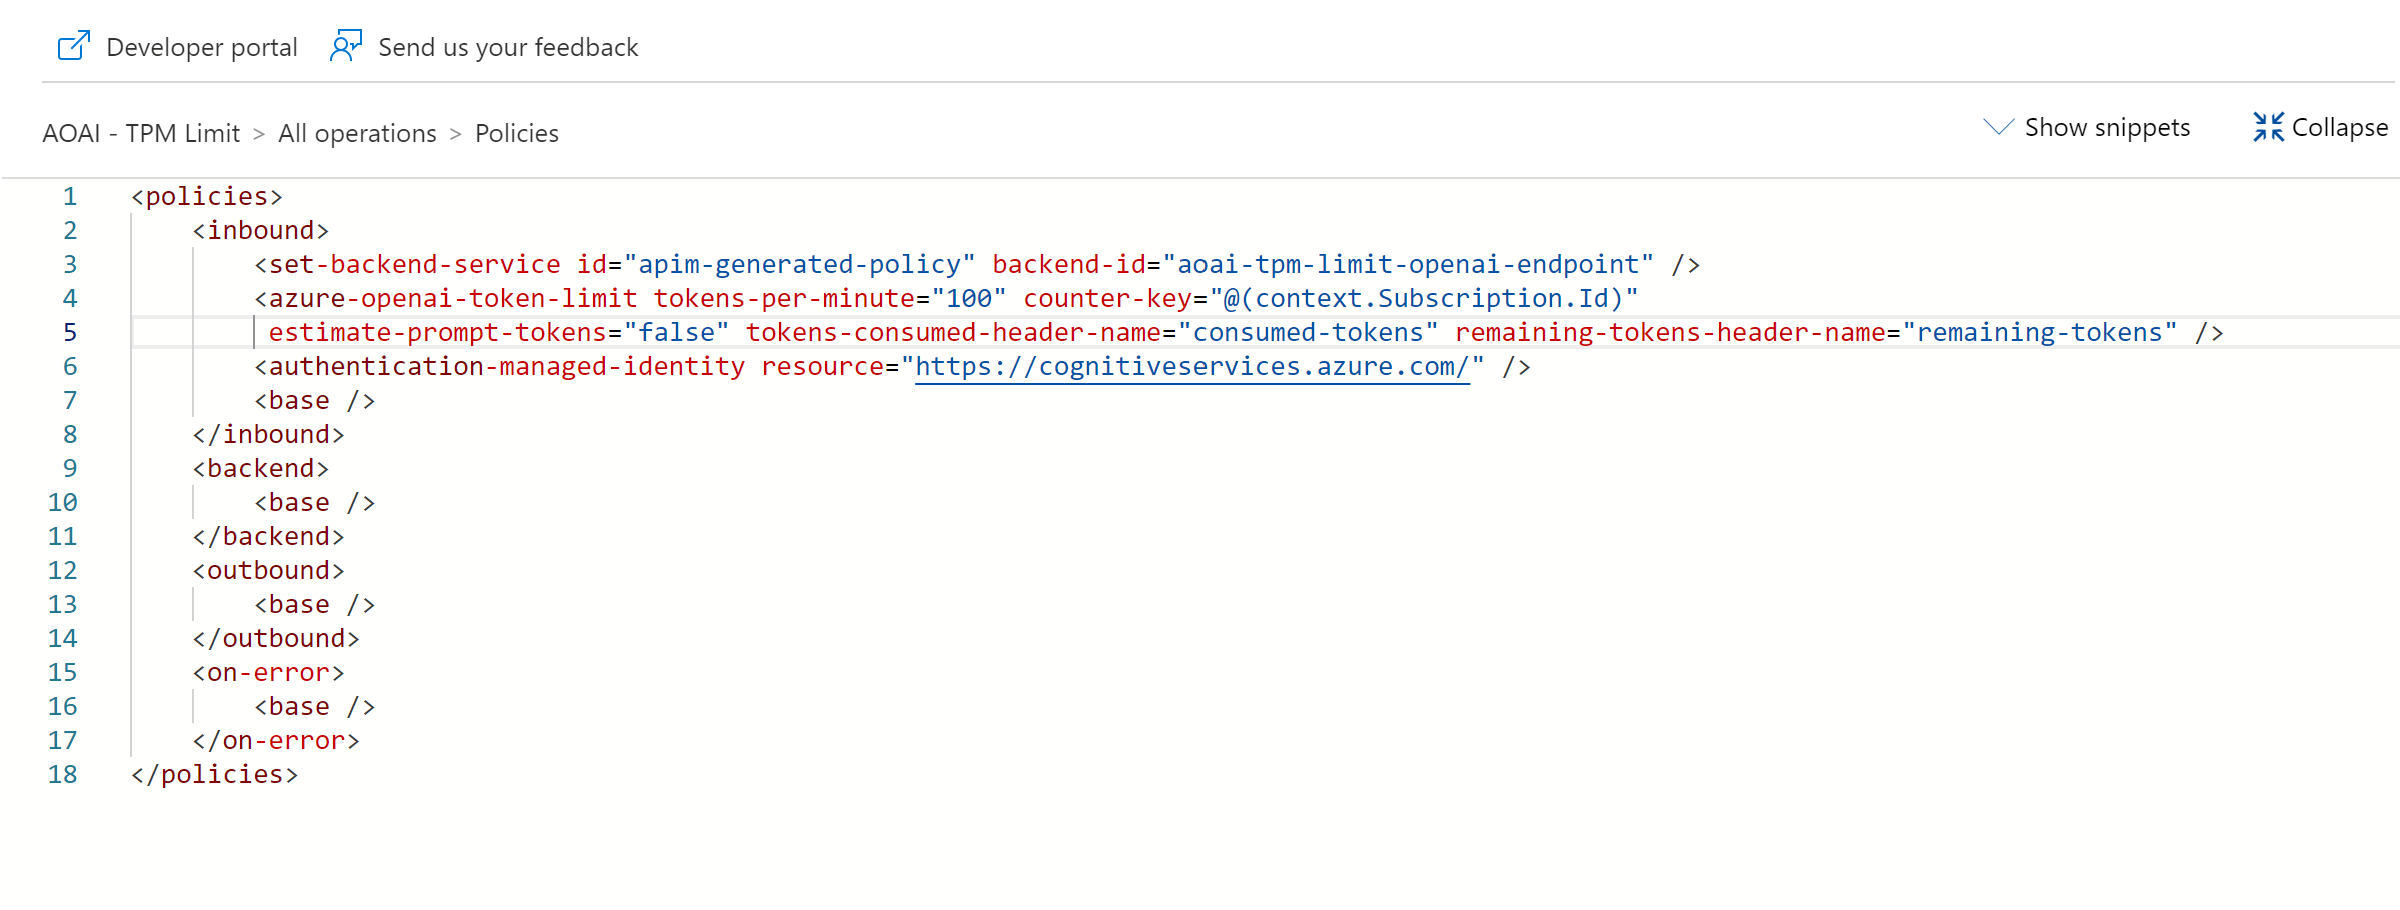 Developer portal Send us your feedback
AOAI - TPM Limit > All operations > Policies Show snippets Collapse
1 <policies>
2 <inbound>
3 <set-backend-service id="apim-generated-policy" backend-id="aoai-tpm-limit-openai-endpoint" />
4 <azure-openai-token-limit tokens-per-minute="100" counter-key="@(context.Subscription.Id)"
5 estimate-prompt-tokens="false" tokens-consumed-header-name="consumed-tokens" remaining-tokens-header-name="remaining-tokens" />
6 <authentication-managed-identity resource="https://cognitiveservices.azure.com/" />
7 <base />
8 </inbound>
9 <backend>
10 <base />
11 </backend>
12 <outbound>
13 <base />
14 </outbound>
15 <on-error>
16 <base />
17 </on-error>
18 </policies>